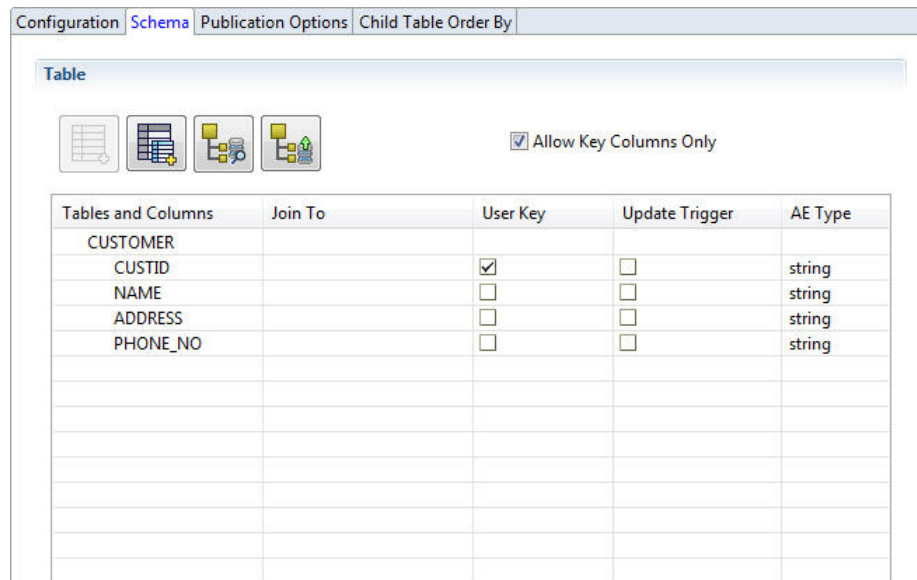 Configuration Schema Publication Options Child Table Order By
Table
Allow Key Columns Only
Tables and Columns Join To User Key Update Trigger AE Type
CUSTOMER
CUSTID string
NAME string
ADDRESS string
PHONE_NO string